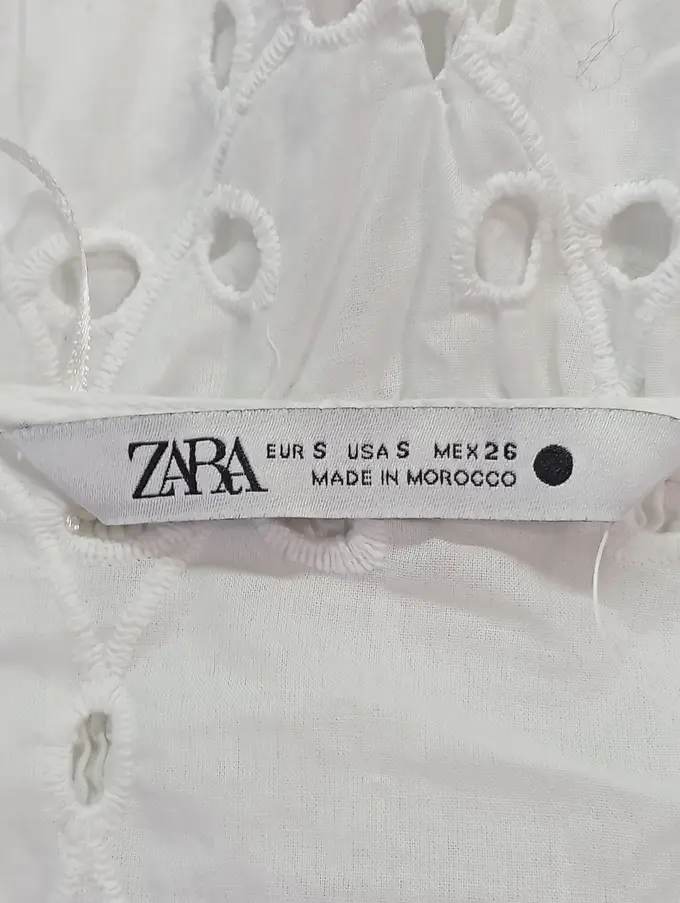 ZARA EUR S USA S MEX 26
MADE IN MOROCCO